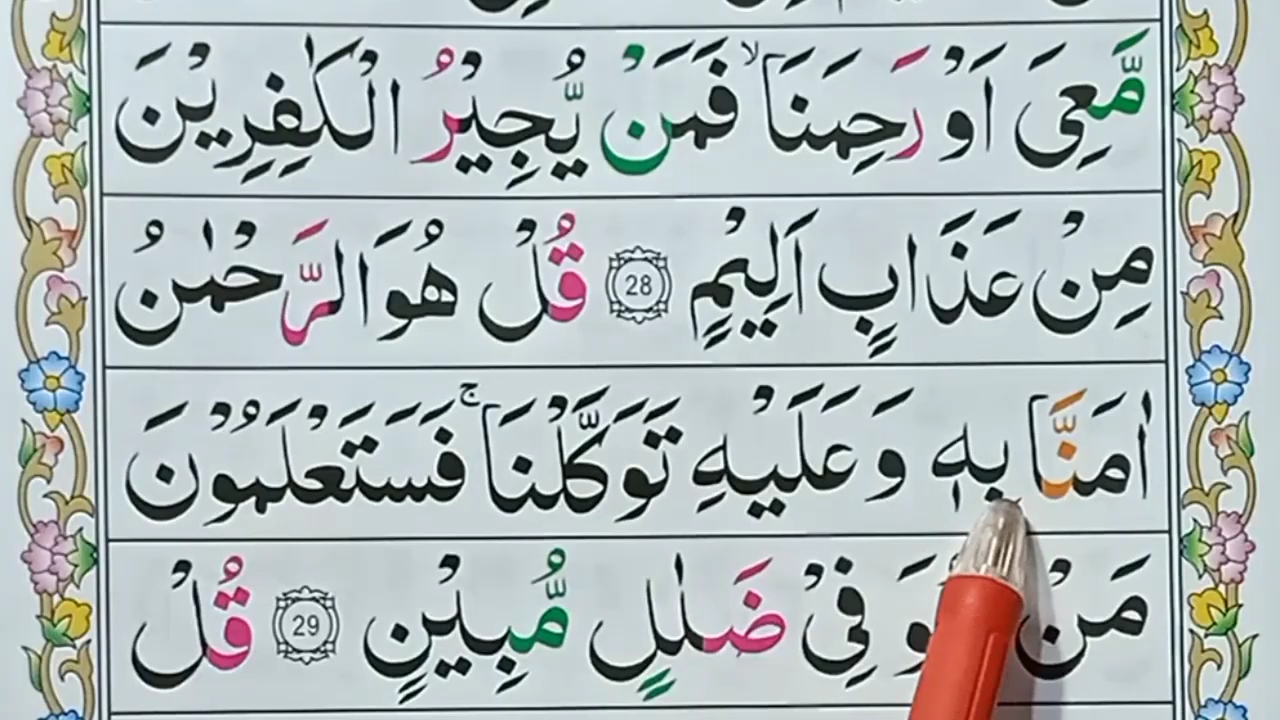 مَّعِیَ اَوْ رَحِمَنَا ۙ فَمَنْ یُّجِیْرُ الْكٰفِرِیْنَ
مِنْ عَذَابٍ اَلِیْمٍ 28 قُلْ هُوَ الرَّحْمٰنُ
اٰمَنَّا بِهٖ وَ عَلَیْهِ تَوَكَّلْنَا ۚ فَسَتَعْلَمُوْنَ
مَنْ فِیْ ضَلٰلٍ مُّبِیْنٍ 29 قُلْ